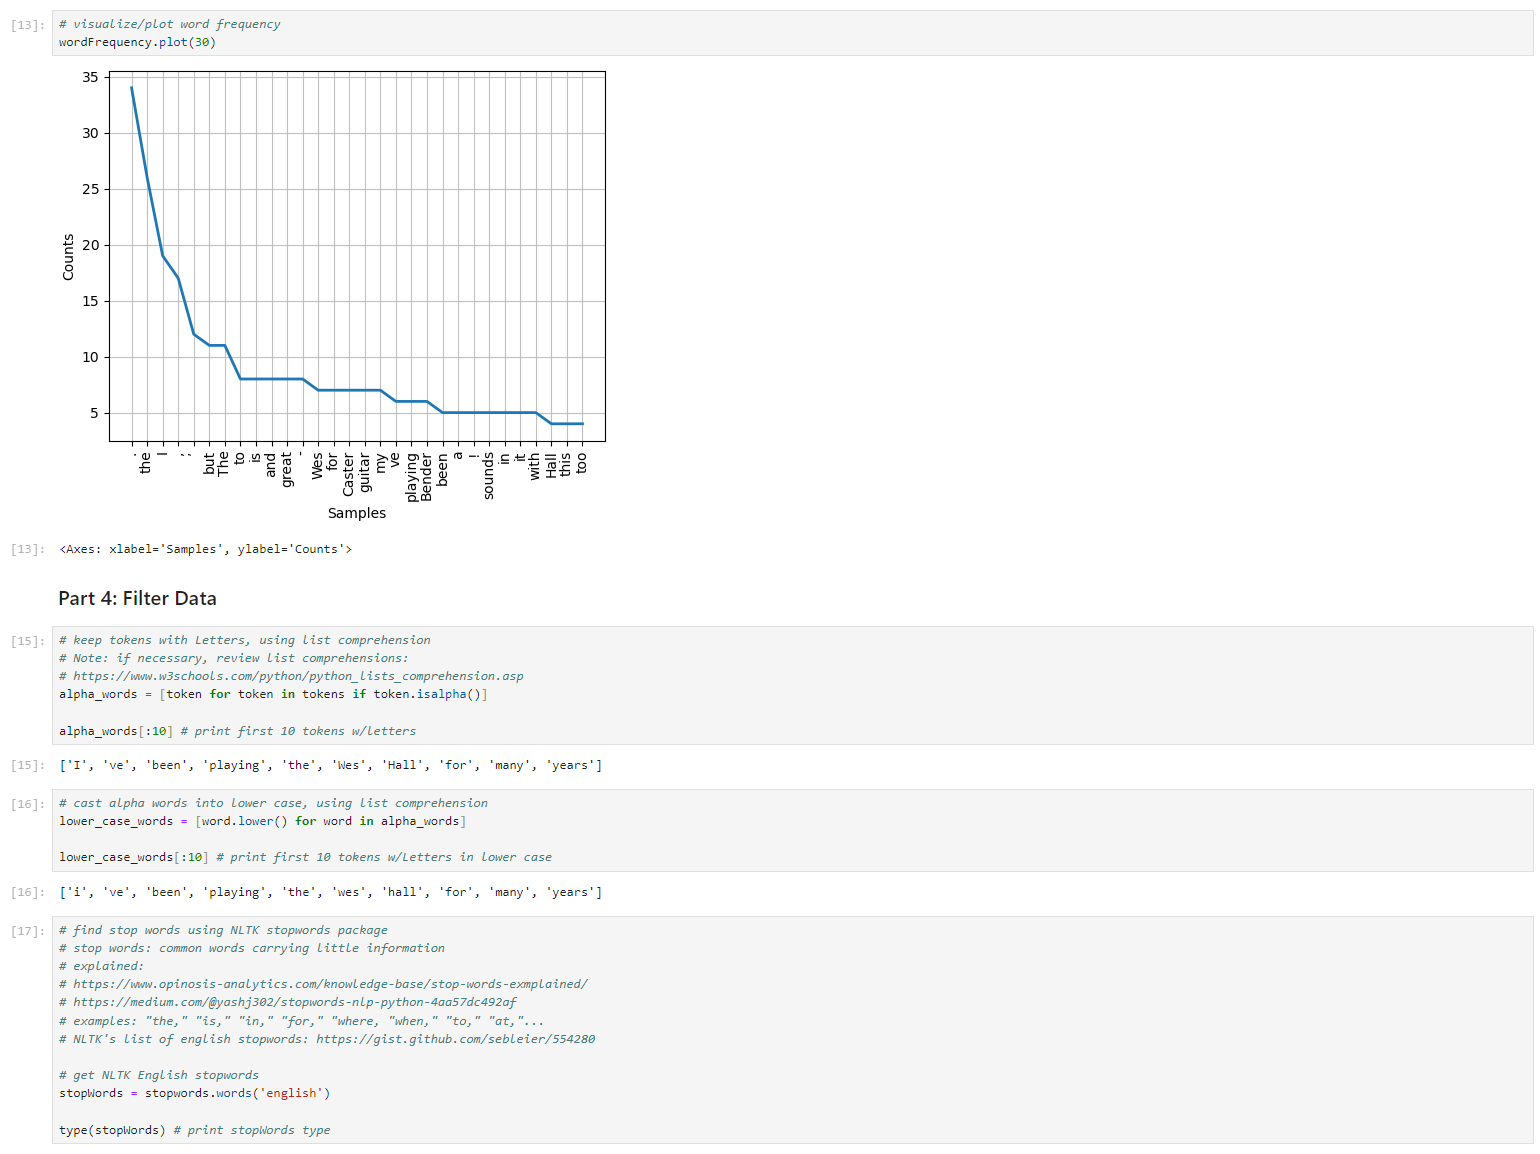 [13]: # visualize/plot word frequency
wordFrequency.plot(30)
35
30
25
20
15
10
5
Counts
. the I ’ , but The to is and great - Wes for Caster guitar my ve playing Bender been a ! sounds in it with Hall this too
Samples
[13]: <Axes: xlabel='Samples', ylabel='Counts'>
Part 4: Filter Data
[15]: # keep tokens with Letters, using list comprehension
# Note: if necessary, review list comprehensions:
# https://www.w3schools.com/python/python_lists_comprehension.asp
alpha_words = [token for token in tokens if token.isalpha()]
alpha_words[:10] # print first 10 tokens w/letters
[15]: ['I', 've', 'been', 'playing', 'the', 'Wes', 'Hall', 'for', 'many', 'years']
[16]: # cast alpha words into lower case, using list comprehension
lower_case_words = [word.lower() for word in alpha_words]
lower_case_words[:10] # print first 10 tokens w/Letters in lower case
[16]: ['i', 've', 'been', 'playing', 'the', 'wes', 'hall', 'for', 'many', 'years']
[17]: # find stop words using NLTK stopwords package
# stop words: common words carrying little information
# explained:
# https://www.opinosis-analytics.com/knowledge-base/stop-words-exmplained/
# https://medium.com/@yashj302/stopwords-nlp-python-4aa57dc492af
# examples: "the," "is," "in," "for," "where, "when," "to," "at,"...
# NLTK's list of english stopwords: https://gist.github.com/sebleier/554280
# get NLTK English stopwords
stopWords = stopwords.words('english')
type(stopWords) # print stopWords type